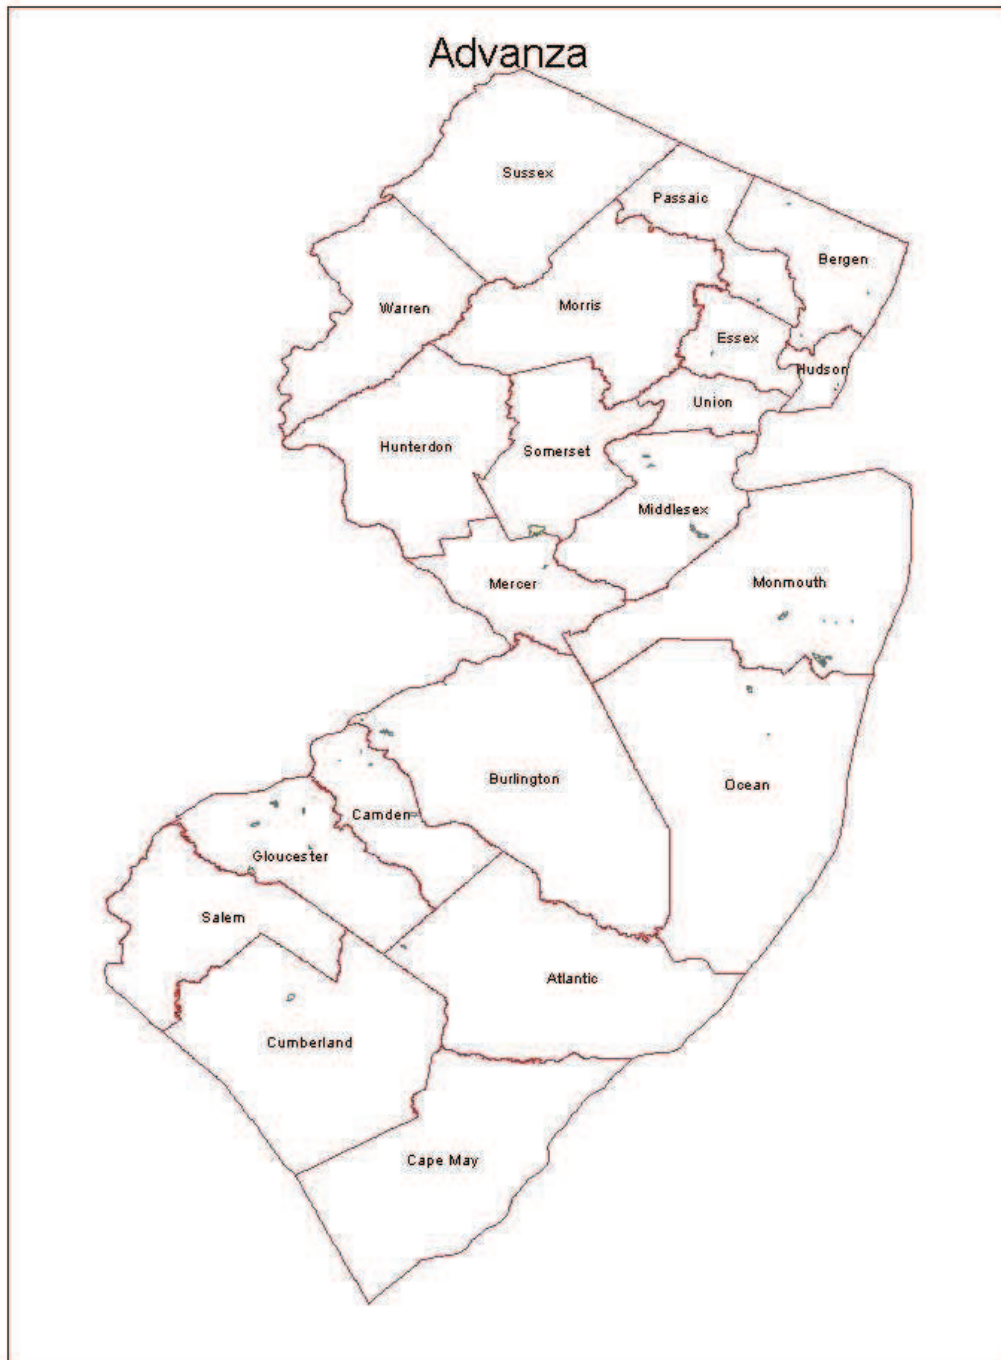 Advanza
Sussex
Passaic
Bergen
Warren
Morris
Essex
Hudson
Union
Hunterdon
Somerset
Middlesex
Mercer
Monmouth
Burlington
Ocean
Camden
Gloucester
Salem
Atlantic
Cumberland
Cape May